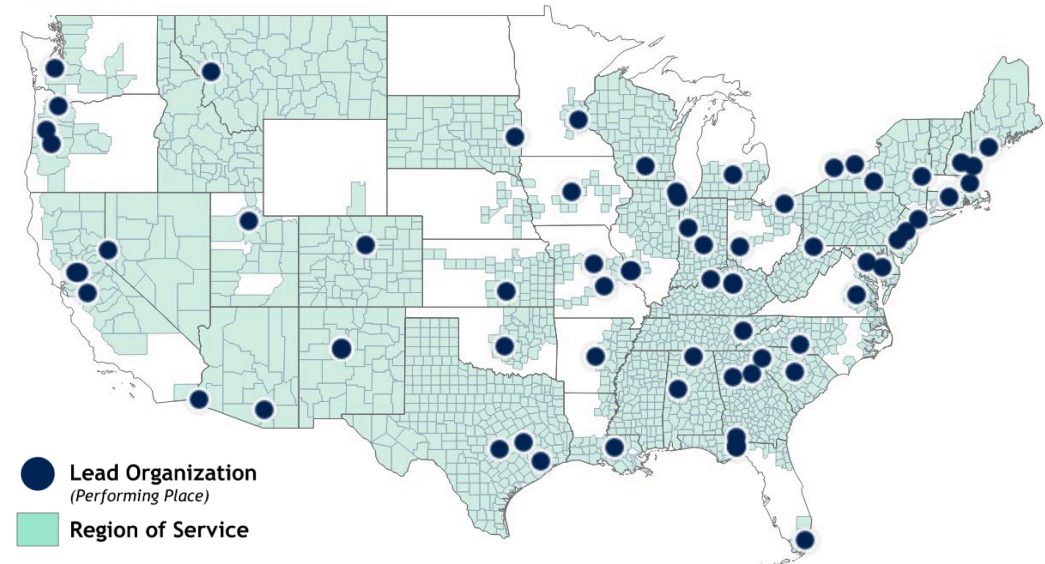 Lead Organization
(Performing Place)
Region of Service